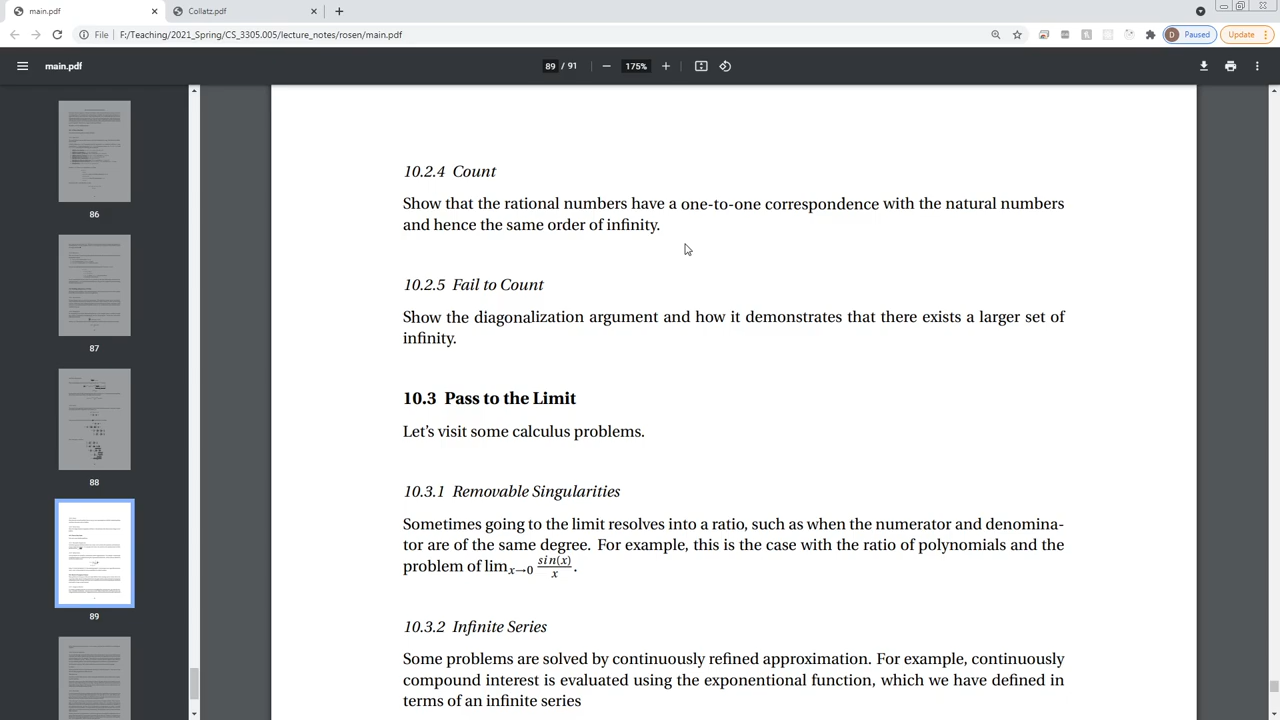 main.pdf
Collatz.pdf
File
F:/Teaching/2021_Spring/CS_3305.005/lecture_notes/rosen/main.pdf
D Paused
Update
main.pdf
89 / 91
175%
86
87
88
89
10.2.4 Count
Show that the rational numbers have a one-to-one correspondence with the natural numbers
and hence the same order of infinity.
10.2.5 Fail to Count
Show the diagonalization argument and how it demonstrates that there exists a larger set of
infinity.
10.3 Pass to the Limit
Let's visit some calculus problems.
10.3.1 Removable Singularities
Sometimes going to the limit resolves into a ratio, such as when the numerator and denomina-
tor are of the same degree. For example, this is the case with the ratio of polynomials and the
problem of lim →0 sin(x)/x.
10.3.2 Infinite Series
Some problems are solved by continuously refined approximation. For example, continuously
compound interest is evaluated using the exponential function, which we have defined in
terms of an infinite series